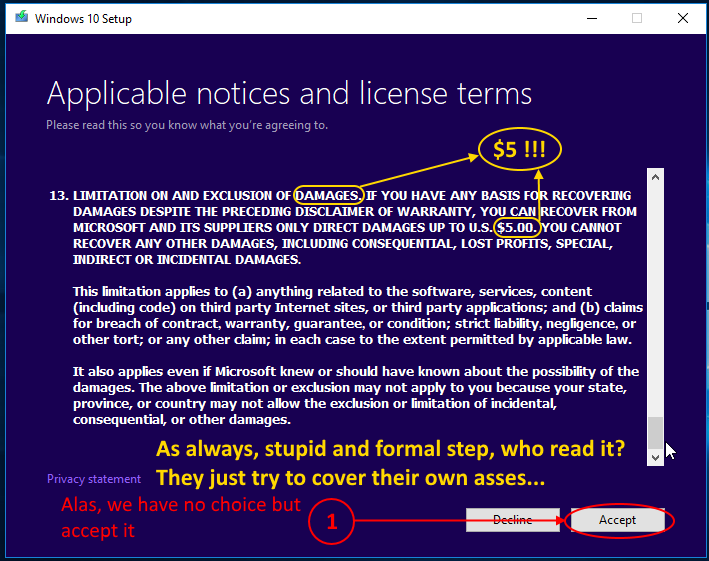 Windows 10 Setup
Applicable notices and license terms
Please read this so you know what you're agreeing to.
$5 !!!
13. LIMITATION ON AND EXCLUSION OF DAMAGES. IF YOU HAVE ANY BASIS FOR RECOVERING
DAMAGES DESPITE THE PRECEDING DISCLAIMER OF WARRANTY, YOU CAN RECOVER FROM
MICROSOFT AND ITS SUPPLIERS ONLY DIRECT DAMAGES UP TO U.S. $5.00. YOU CANNOT
RECOVER ANY OTHER DAMAGES, INCLUDING CONSEQUENTIAL, LOST PROFITS, SPECIAL,
INDIRECT OR INCIDENTAL DAMAGES.
This limitation applies to (a) anything related to the software, services, content
(including code) on third party Internet sites, or third party applications; and (b) claims
for breach of contract, warranty, guarantee, or condition; strict liability, negligence, or
other tort; or any other claim; in each case to the extent permitted by applicable law.
It also applies even if Microsoft knew or should have known about the possibility of the
damages. The above limitation or exclusion may not apply to you because your state,
province, or country may not allow the exclusion or limitation of incidental,
consequential, or other damages.
As always, stupid and formal step, who read it?
They just try to cover their own asses...
Privacy statement
Alas, we have no choice but
accept it
1
Decline
Accept